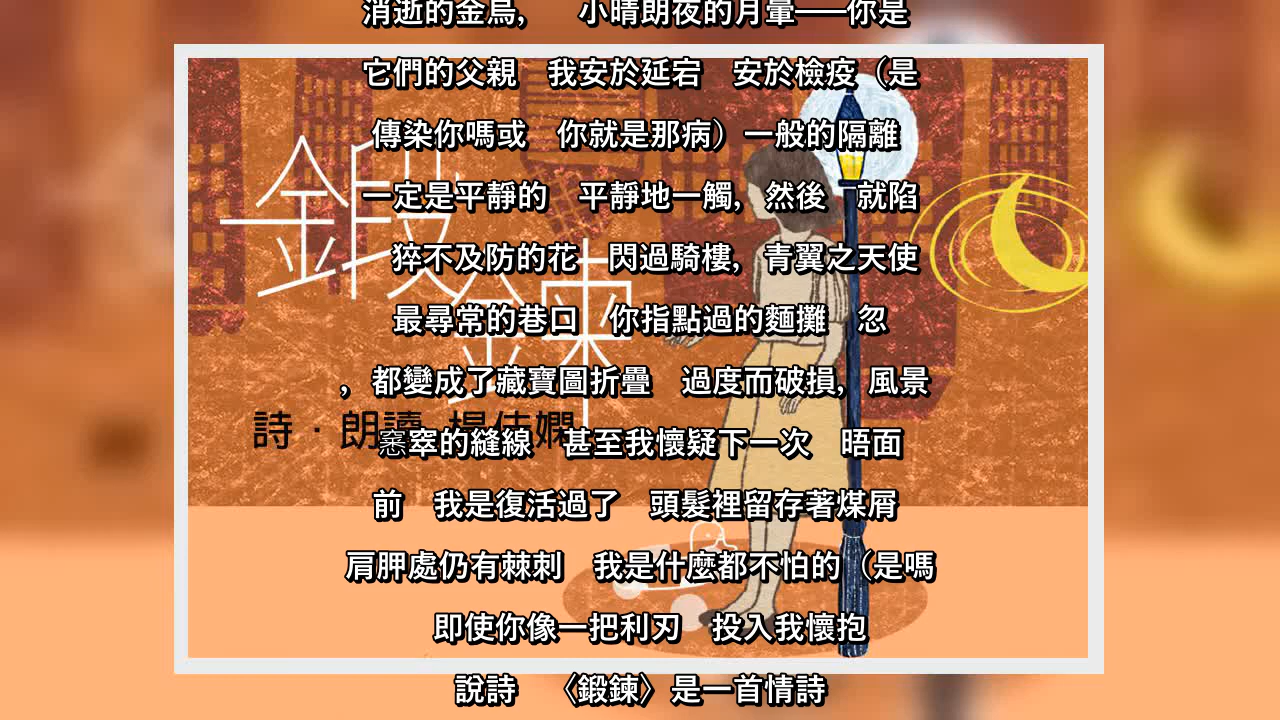 消逝的金烏,　小晴朗夜的月暈——你是
它們的父親　我安於延宕　安於檢疫（是
傳染你嗎或　你就是那病）一般的隔離
一定是平靜的　平靜地一觸,　然後　就陷
猝不及防的花　閃過騎樓,　青翼之天使
最尋常的巷口　你指點過的麵攤　忽
,　都變成了藏寶圖折疊　過度而破損,　風景
窸窣的縫線　甚至我懷疑下一次　晤面
前　我是復活過了　頭髮裡留存著煤屑
肩胛處仍有棘刺　我是什麼都不怕的（是嗎
即使你像一把利刃　投入我懷抱
說詩　〈鍛鍊〉是一首情詩
鍛鍊
詩．朗讀　楊佳嫻